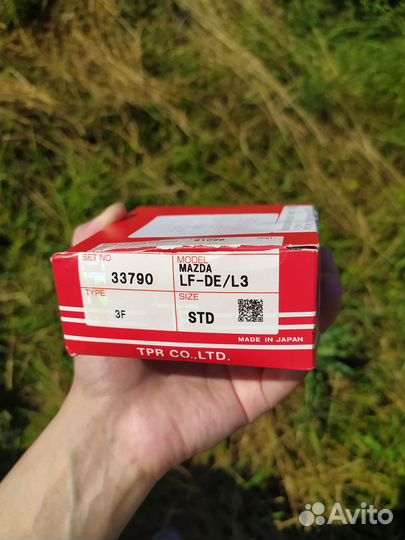 SET NO
33790
MODEL
MAZDA
LF-DE/L3
TYPE
3F
SIZE
STD
MADE IN JAPAN
TPR CO.,LTD.
Avito